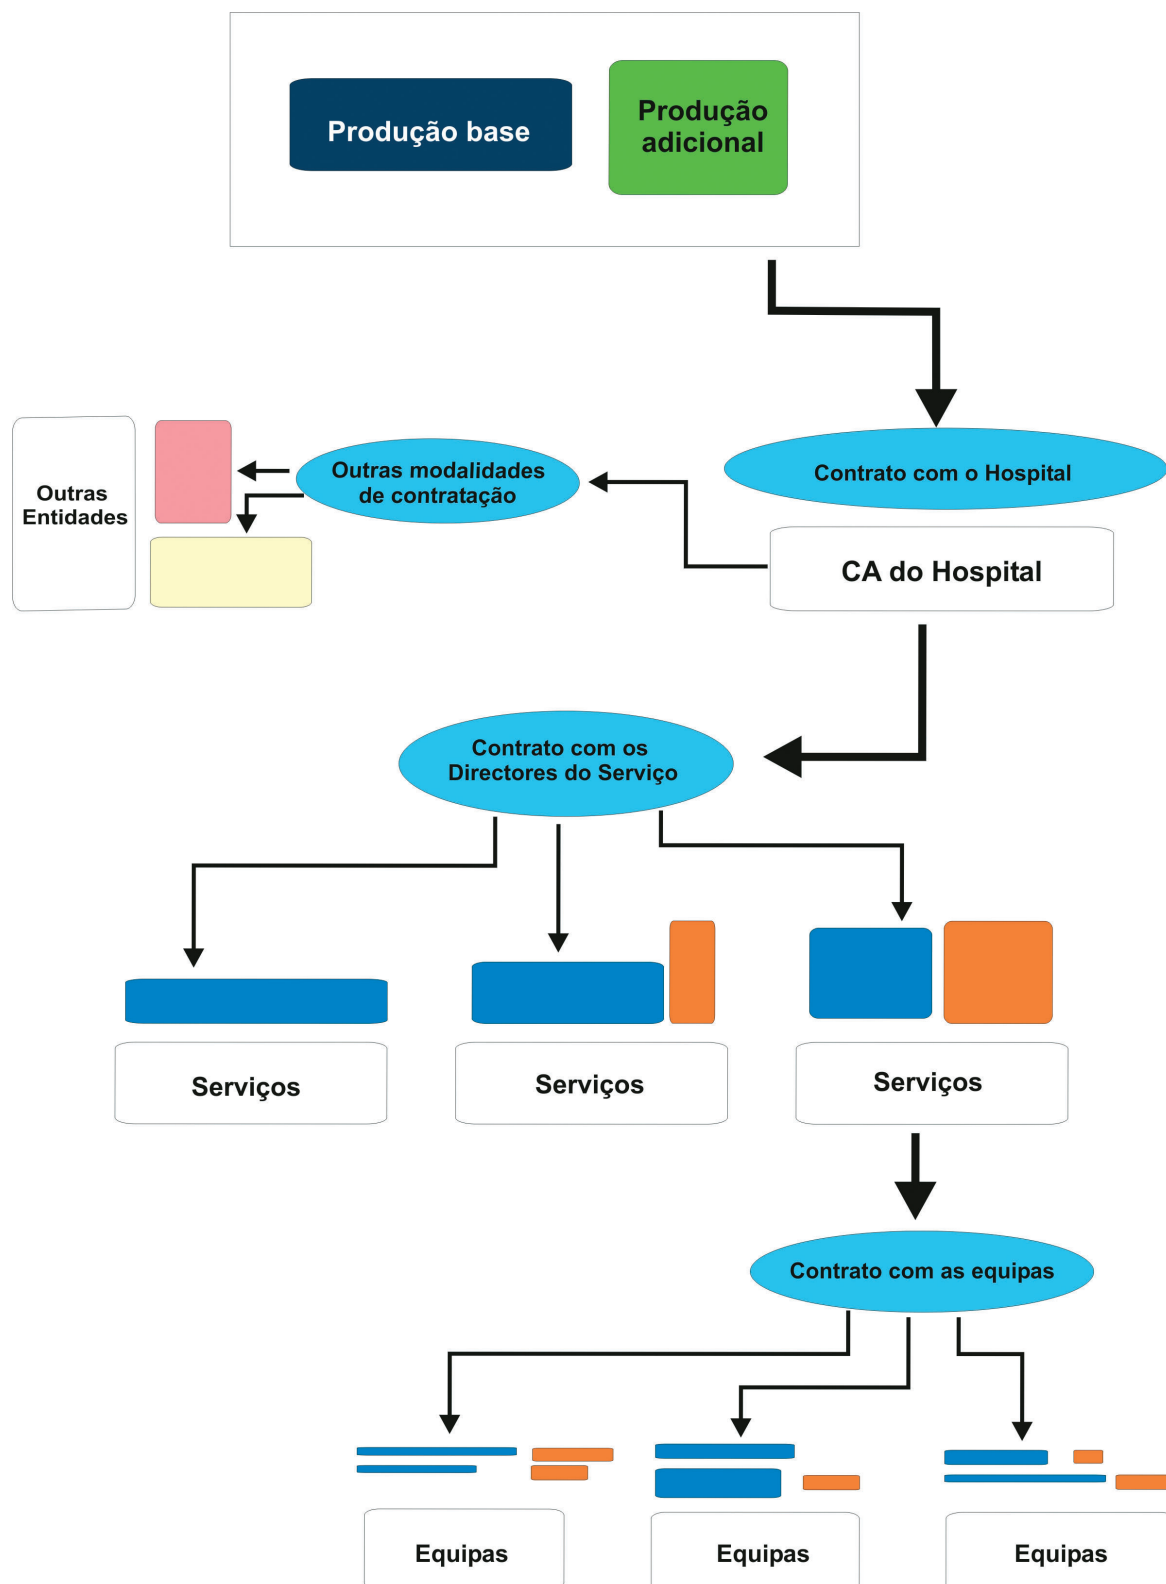 Produção base
Produção
adicional
Contrato com o Hospital
Outras modalidades
de contratação
Outras
Entidades
CA do Hospital
Contrato com os
Directores do Serviço
Serviços
Serviços
Serviços
Contrato com as equipas
Equipas
Equipas
Equipas